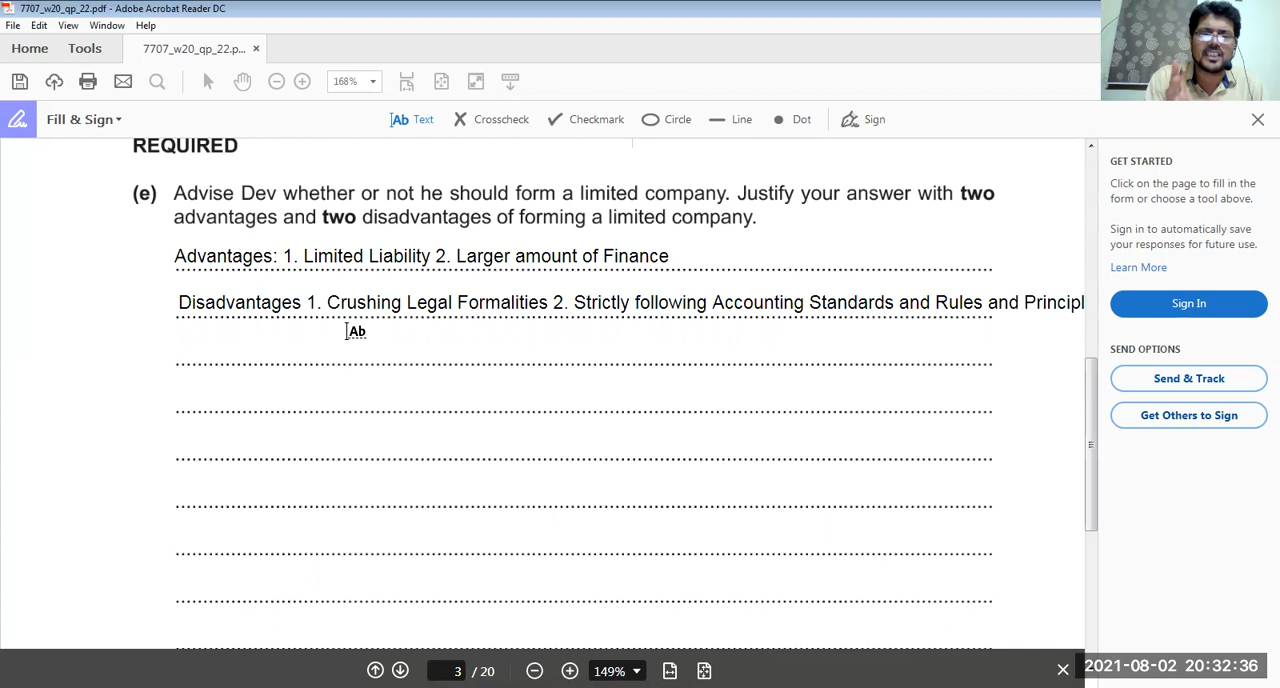 7707_w20_qp_22.pdf - Adobe Acrobat Reader DC
File Edit View Window Help
Home Tools 7707_w20_qp_22.p... ×
168%
Fill & Sign
Ab Text Crosscheck Checkmark Circle Line Dot Sign
REQUIRED
(e) Advise Dev whether or not he should form a limited company. Justify your answer with two
advantages and two disadvantages of forming a limited company.
Advantages: 1. Limited Liability 2. Larger amount of Finance
Disadvantages 1. Crushing Legal Formalities 2. Strictly following Accounting Standards and Rules and Principl
Ab
GET STARTED
Click on the page to fill in the
form or choose a tool above.
Sign in to automatically save
your responses for future use.
Learn More
Sign In
SEND OPTIONS
Send & Track
Get Others to Sign
3 / 20 149%
2021-08-02 20:32:36